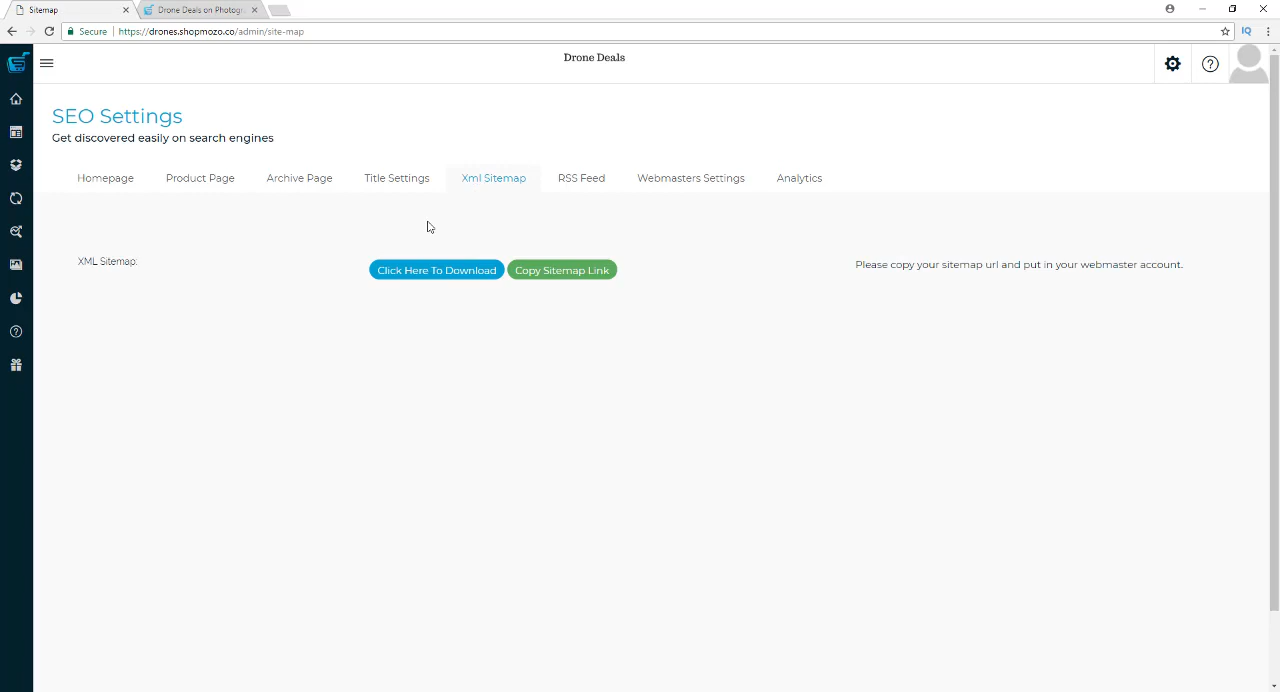 Sitemap
Drone Deals on Photogr
Secure
https://drones.shopmozo.co/admin/site-map
IQ
Drone Deals
SEO Settings
Get discovered easily on search engines
Homepage Product Page Archive Page Title Settings Xml Sitemap RSS Feed Webmasters Settings Analytics
XML Sitemap: Click Here To Download Copy Sitemap Link Please copy your sitemap url and put in your webmaster account.